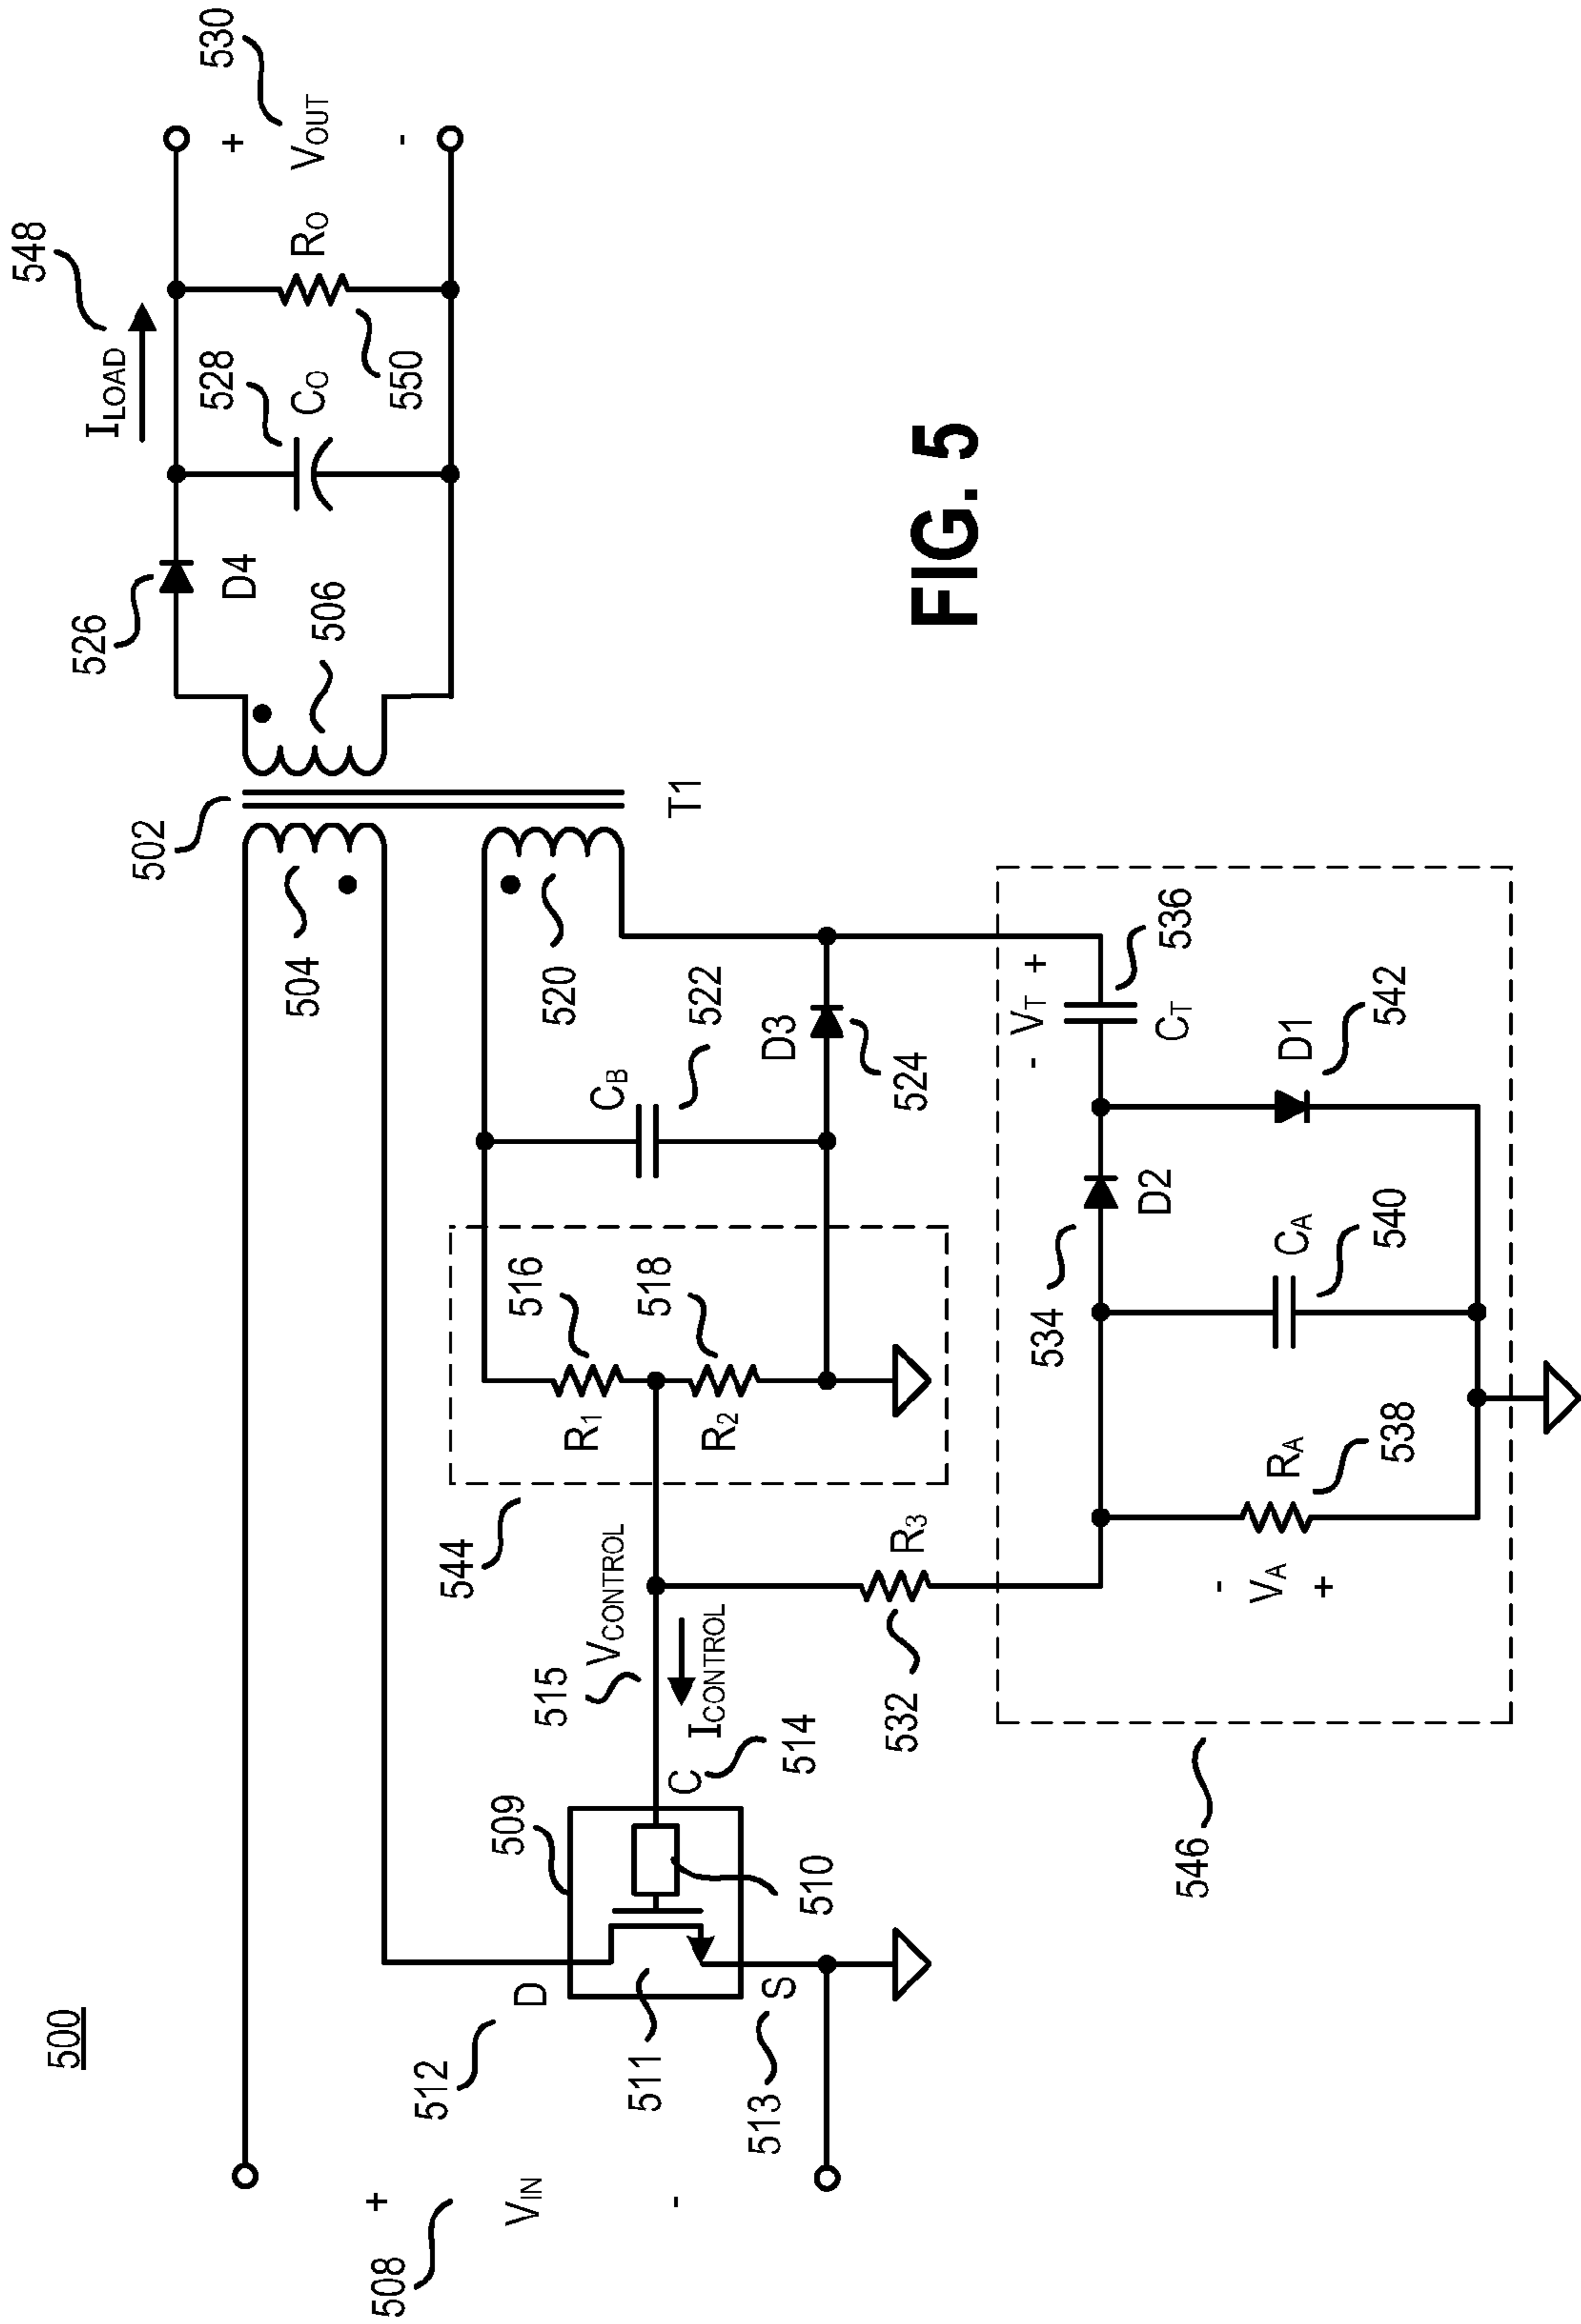 500
508
+
VIN
-
512
D
511
513
S
509
510
C
514
515
VCONTROL
ICONTROL
544
R1
516
R2
518
532
R3
CB
522
D3
524
504
520
502
T1
506
526
D4
528
CO
ILOAD
548
550
RO
+
VOUT
-
530
546
-
VA
+
RA
538
534
D2
CA
540
- VT +
CT
536
D1
542
FIG. 5